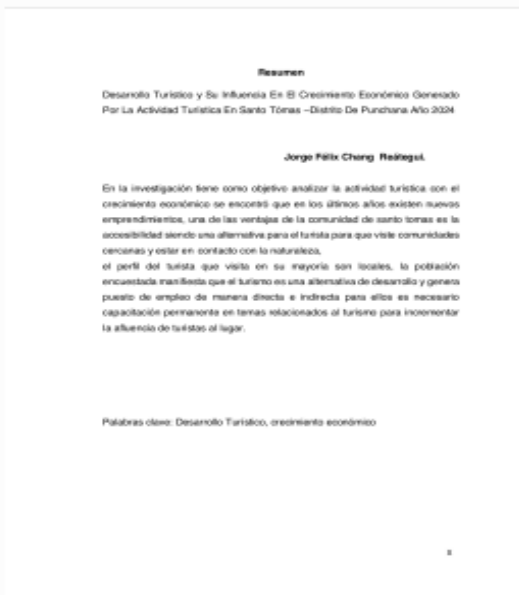 Resumen
Desarrollo Turístico y Su Influencia En El Crecimiento Económico Generado
Por La Actividad Turística En Santo Tómas –Distrito De Punchana Año 2024
Jorge Félix Chang Reátegui.
En la investigación tiene como objetivo analizar la actividad turística con el
crecimiento económico se encontró que en los últimos años existen nuevos
emprendimientos, una de las ventajas de la comunidad de santo tomas es la
accesibilidad siendo una alternativa para el turista para que visite comunidades
cercanas y estar en contacto con la naturaleza,
el perfil del turista que visita en su mayoría son locales, la población
encuestada manifiesta que el turismo es una alternativa de desarrollo y genera
puesto de empleo de manera directa e indirecta para ellos es necesario
capacitación permanente en temas relacionados al turismo para incrementar
la afluencia de turistas al lugar.
Palabras clave: Desarrollo Turístico, crecimiento económico